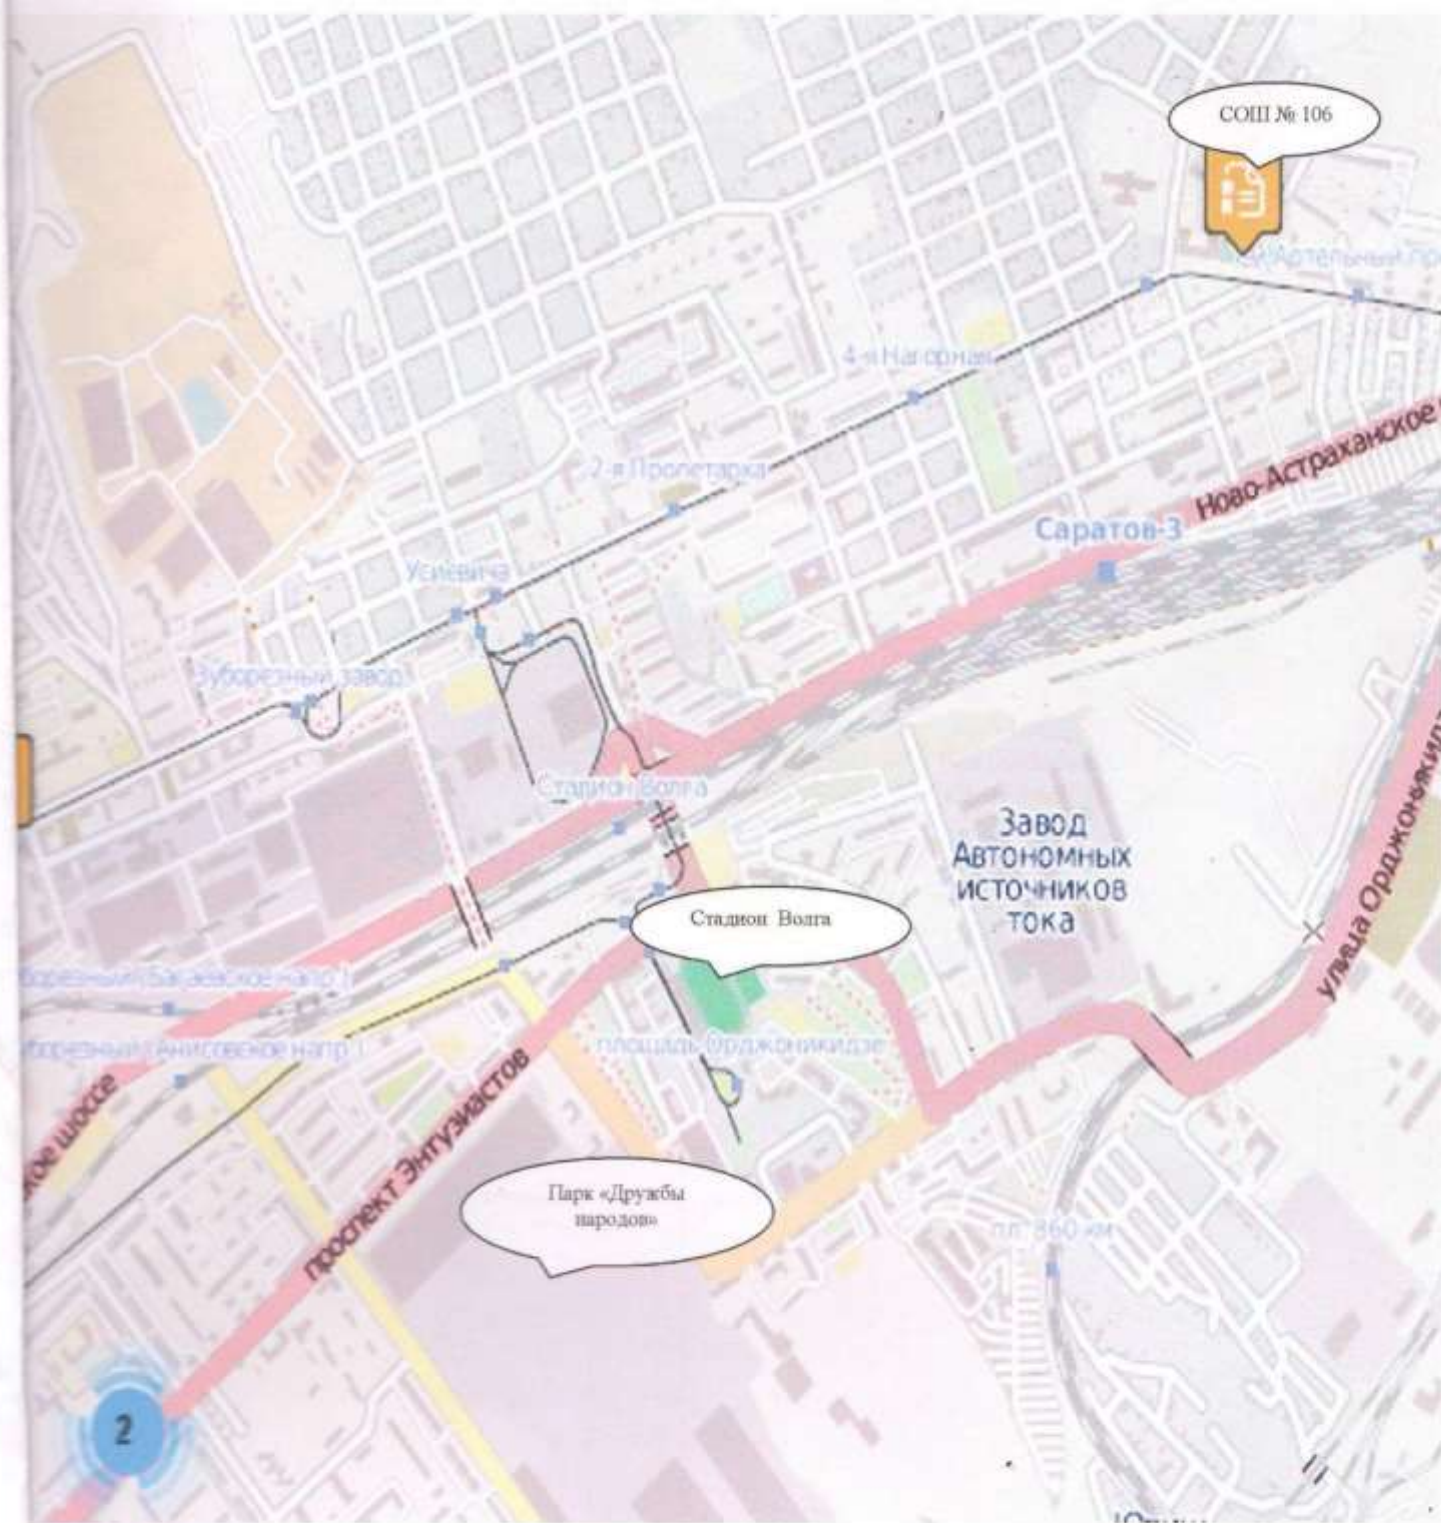 СОШ № 106
4-я Нагорная
2-я Пролетарка
Ново-Астраханское
Саратов-3
Усиевича
Зуборезный завод
Стадион Волга
Завод
Автономных
источников
тока
улица Орджоникидзе
Стадион Волга
площадь Орджоникидзе
шоссе
проспект Энтузиастов
Парк «Дружбы
народов»
пл. 360 км
2